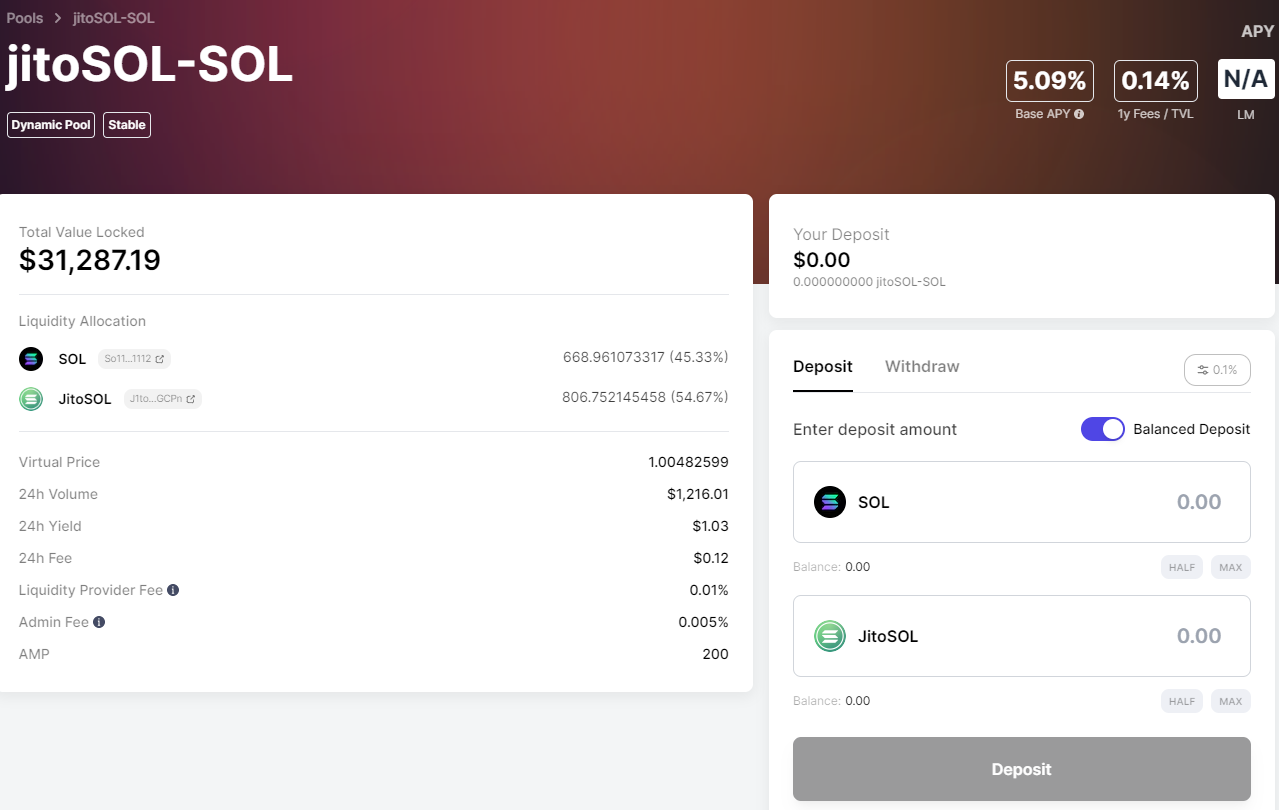 Pools > jitoSOL-SOL
jitoSOL-SOL
Dynamic Pool Stable
APY
5.09% 0.14% N/A
Base APY 1y Fees / TVL LM
Total Value Locked
$31,287.19
Liquidity Allocation
SOL So11...1112 668.961073317 (45.33%)
JitoSOL J1to...GCPn 806.752145458 (54.67%)
Virtual Price 1.00482599
24h Volume $1,216.01
24h Yield $1.03
24h Fee $0.12
Liquidity Provider Fee 0.01%
Admin Fee 0.005%
AMP 200
Your Deposit
$0.00
0.000000000 jitoSOL-SOL
Deposit Withdraw 0.1%
Enter deposit amount Balanced Deposit
SOL 0.00
Balance: 0.00 HALF MAX
JitoSOL 0.00
Balance: 0.00 HALF MAX
Deposit